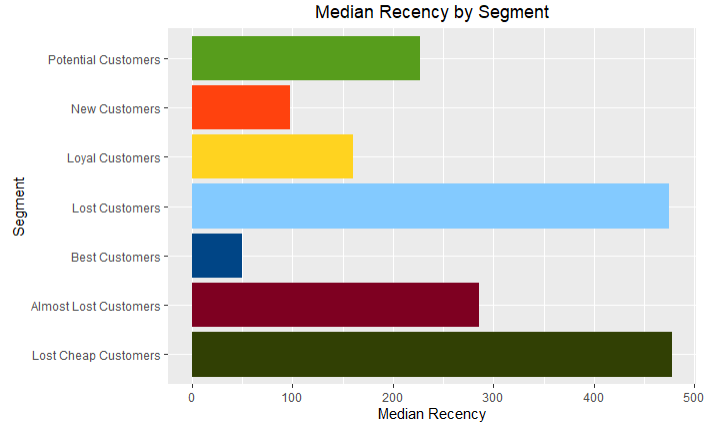 Median Recency by Segment
Segment
Potential Customers
New Customers
Loyal Customers
Lost Customers
Best Customers
Almost Lost Customers
Lost Cheap Customers
0 100 200 300 400 500
Median Recency